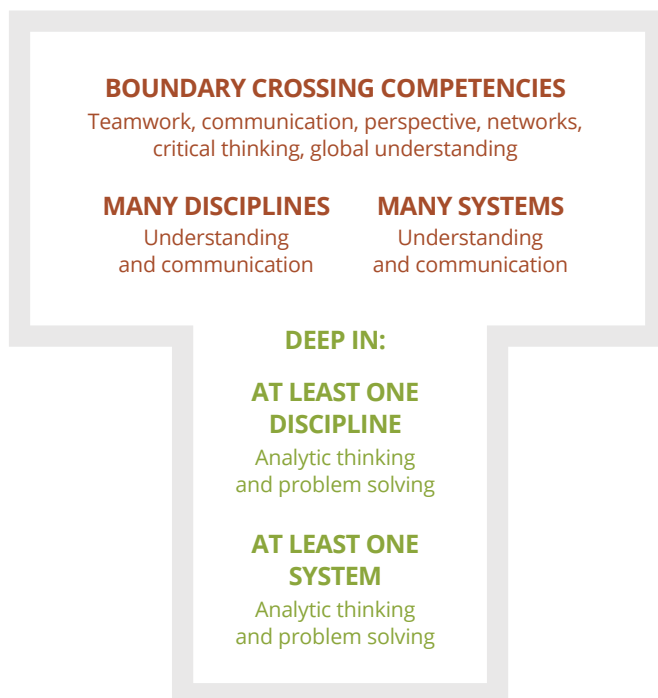 BOUNDARY CROSSING COMPETENCIES
Teamwork, communication, perspective, networks,
critical thinking, global understanding
MANY DISCIPLINES
Understanding
and communication
MANY SYSTEMS
Understanding
and communication
DEEP IN:
AT LEAST ONE
DISCIPLINE
Analytic thinking
and problem solving
AT LEAST ONE
SYSTEM
Analytic thinking
and problem solving